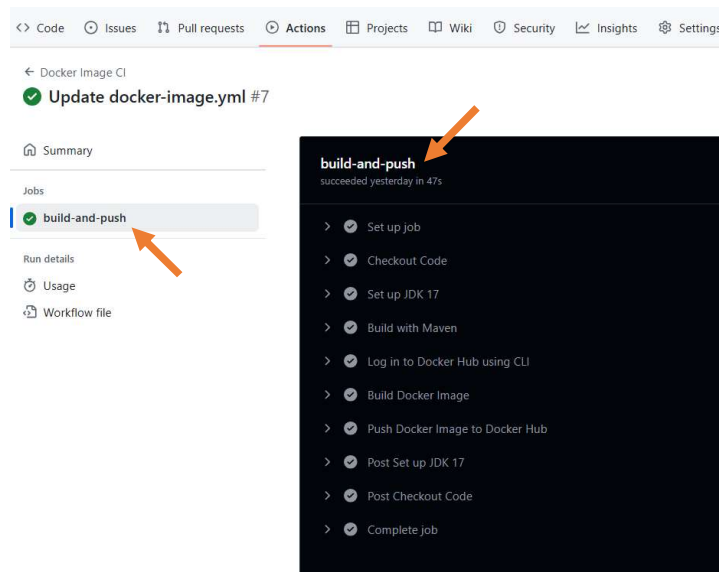 Code Issues Pull requests Actions Projects Wiki Security Insights Settings
Docker Image CI
Update docker-image.yml #7
Summary
Jobs
build-and-push
Run details
Usage
Workflow file
build-and-push
succeeded yesterday in 47s
Set up job
Checkout Code
Set up JDK 17
Build with Maven
Log in to Docker Hub using CLI
Build Docker Image
Push Docker Image to Docker Hub
Post Set up JDK 17
Post Checkout Code
Complete job